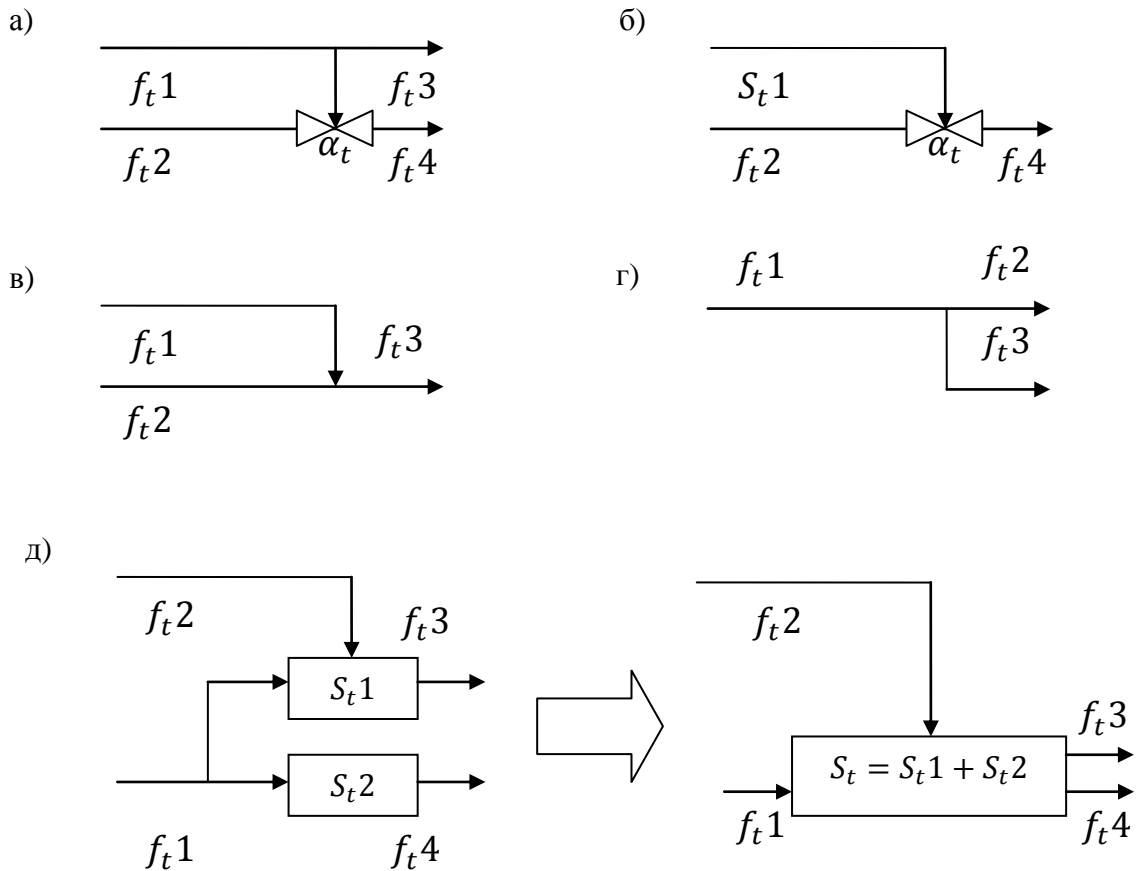 а)
б)
f_t1
f_t3
S_t1
α_t
α_t
f_t2
f_t4
f_t2
f_t4
в)
г)
f_t1
f_t2
f_t1
f_t3
f_t3
f_t2
д)
f_t2
f_t3
f_t2
S_t1
f_t3
S_t2
S_t = S_t1 + S_t2
f_t1
f_t4
f_t1
f_t4